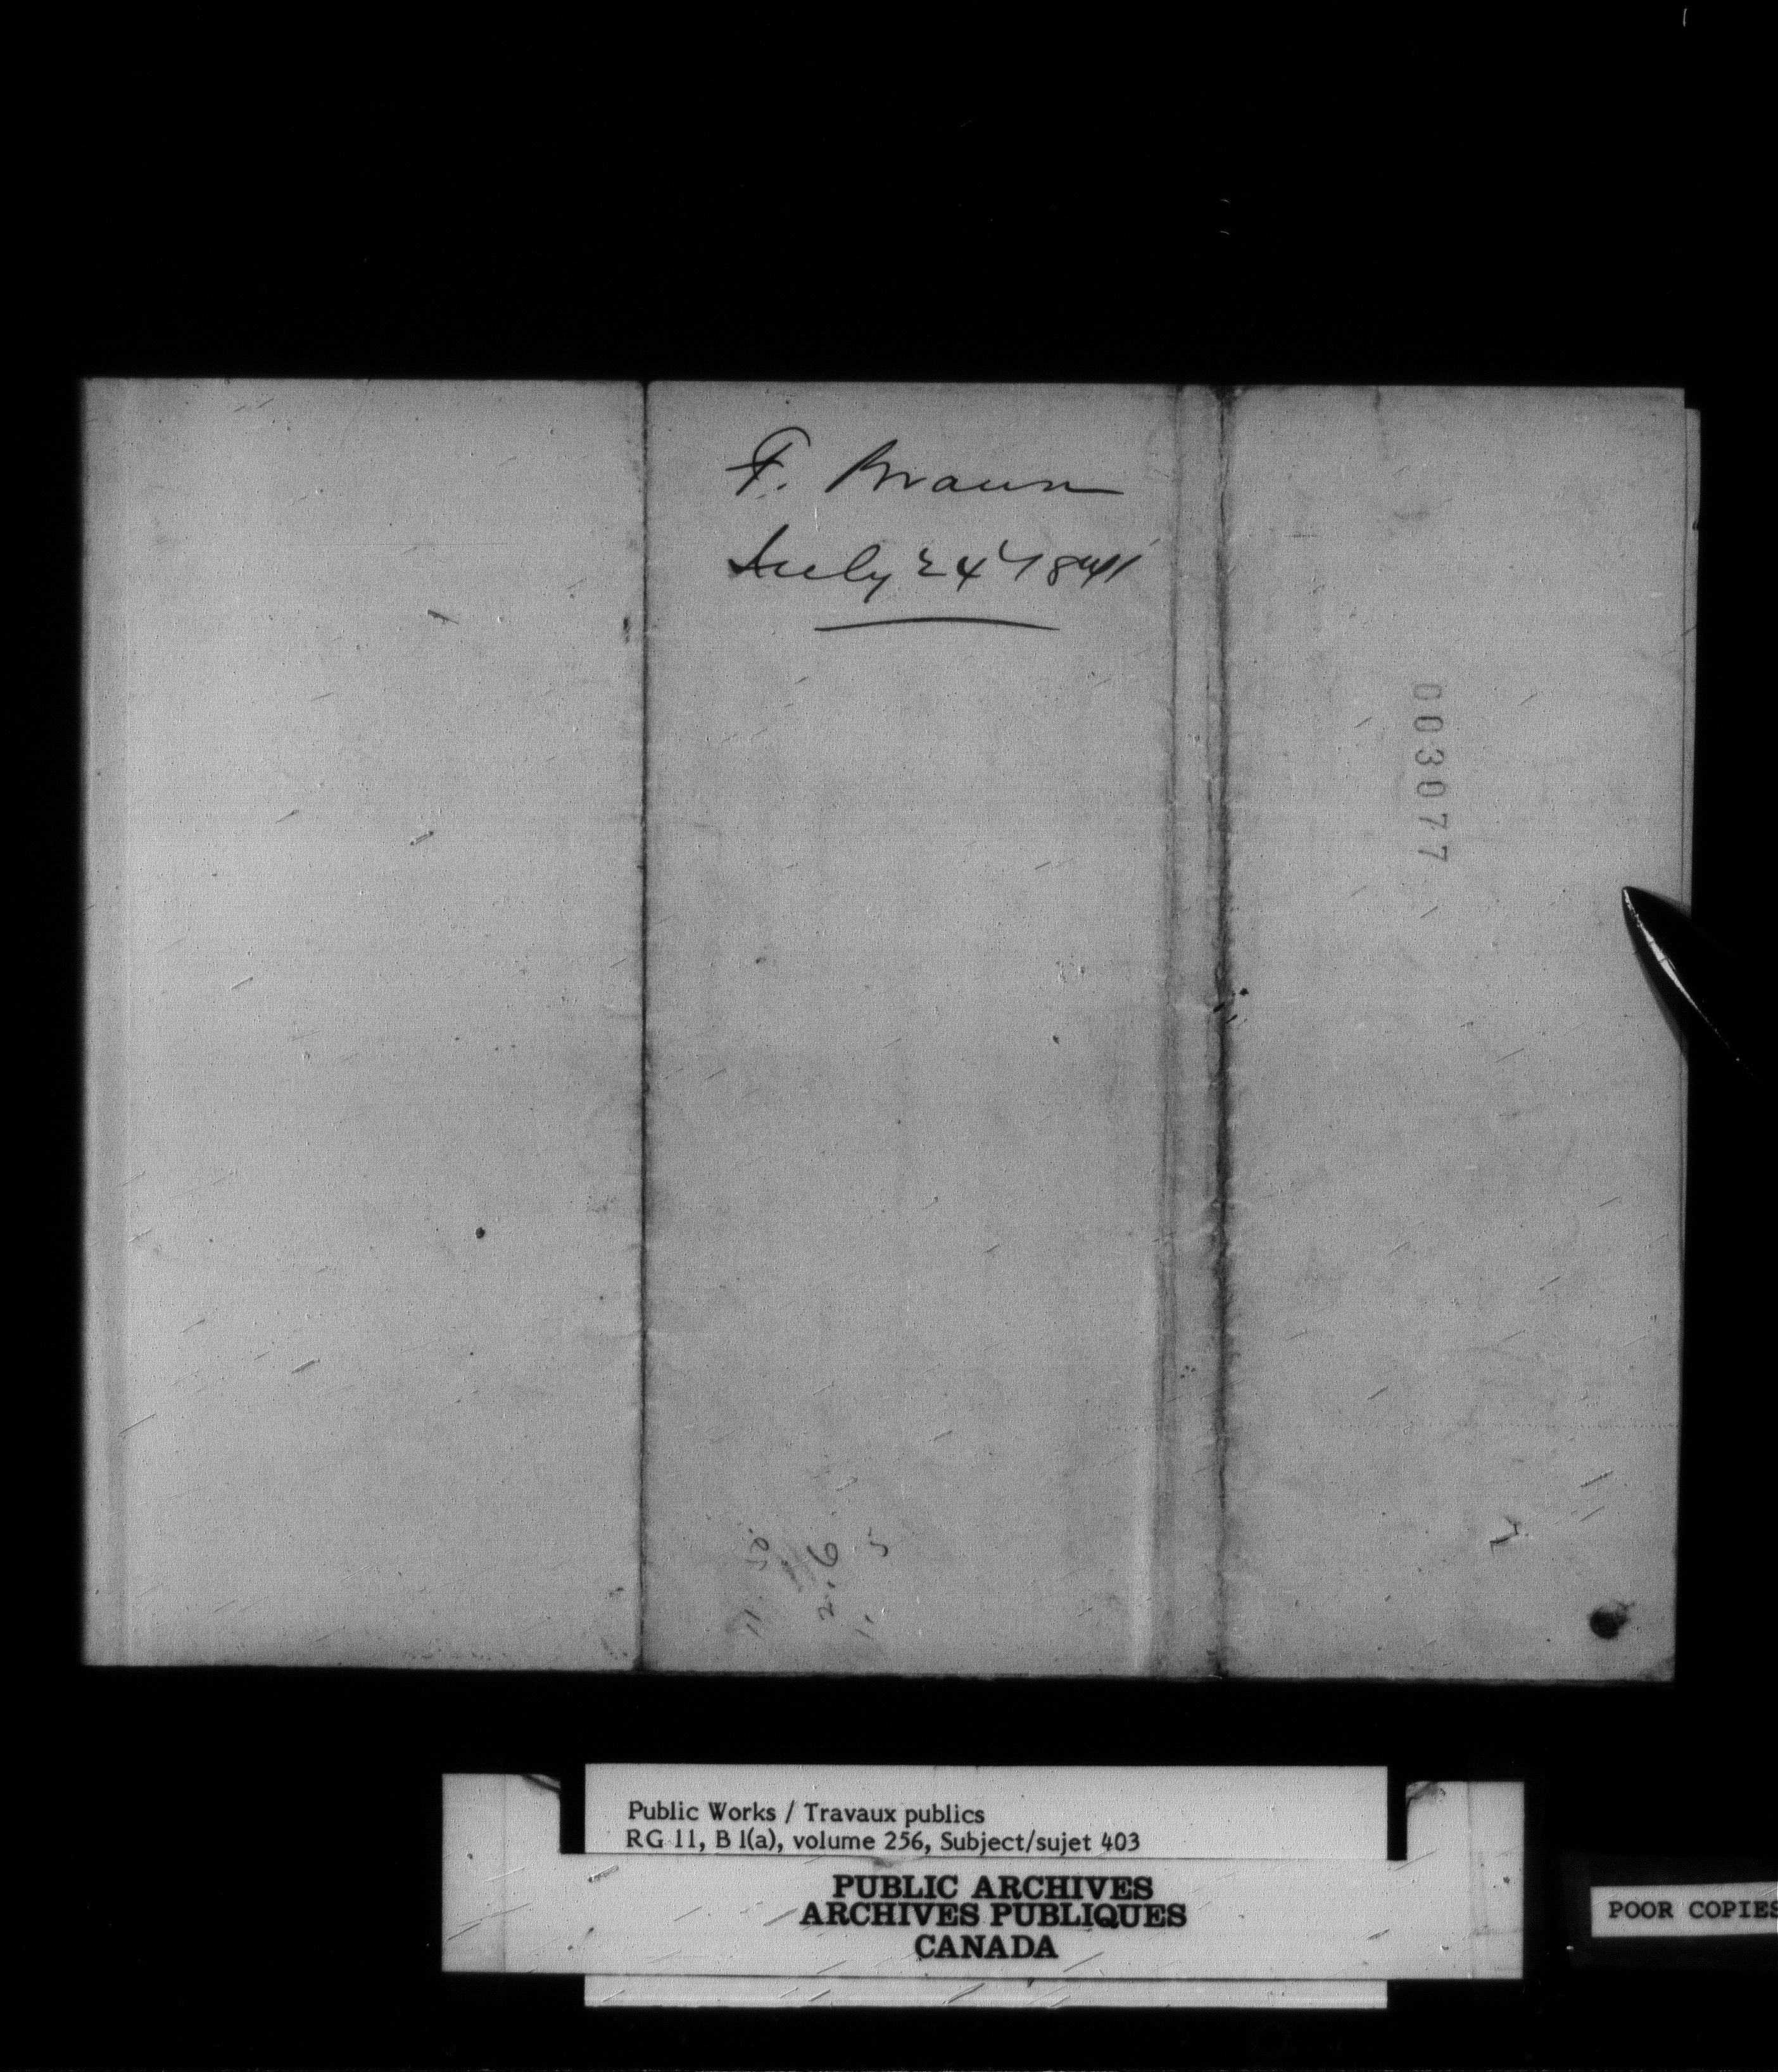 F. Braun
July 24
003077
Public Works / Travaux publics
RG 11, B 1(a), volume 256, Subject/sujet 403
PUBLIC ARCHIVES
ARCHIVES PUBLIQUES
CANADA
POOR COPIES